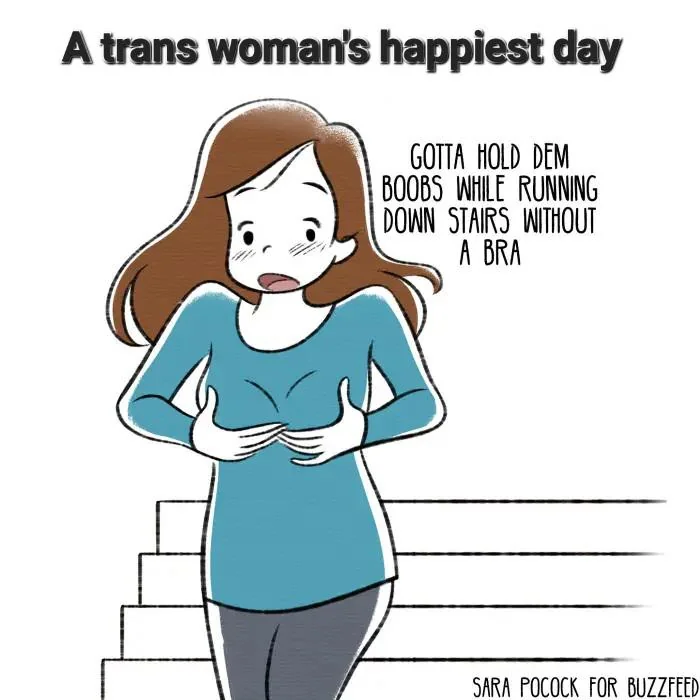 A trans woman's happiest day
GOTTA HOLD DEM
BOOBS WHILE RUNNING
DOWN STAIRS WITHOUT
A BRA
SARA POCOCK FOR BUZZFEED